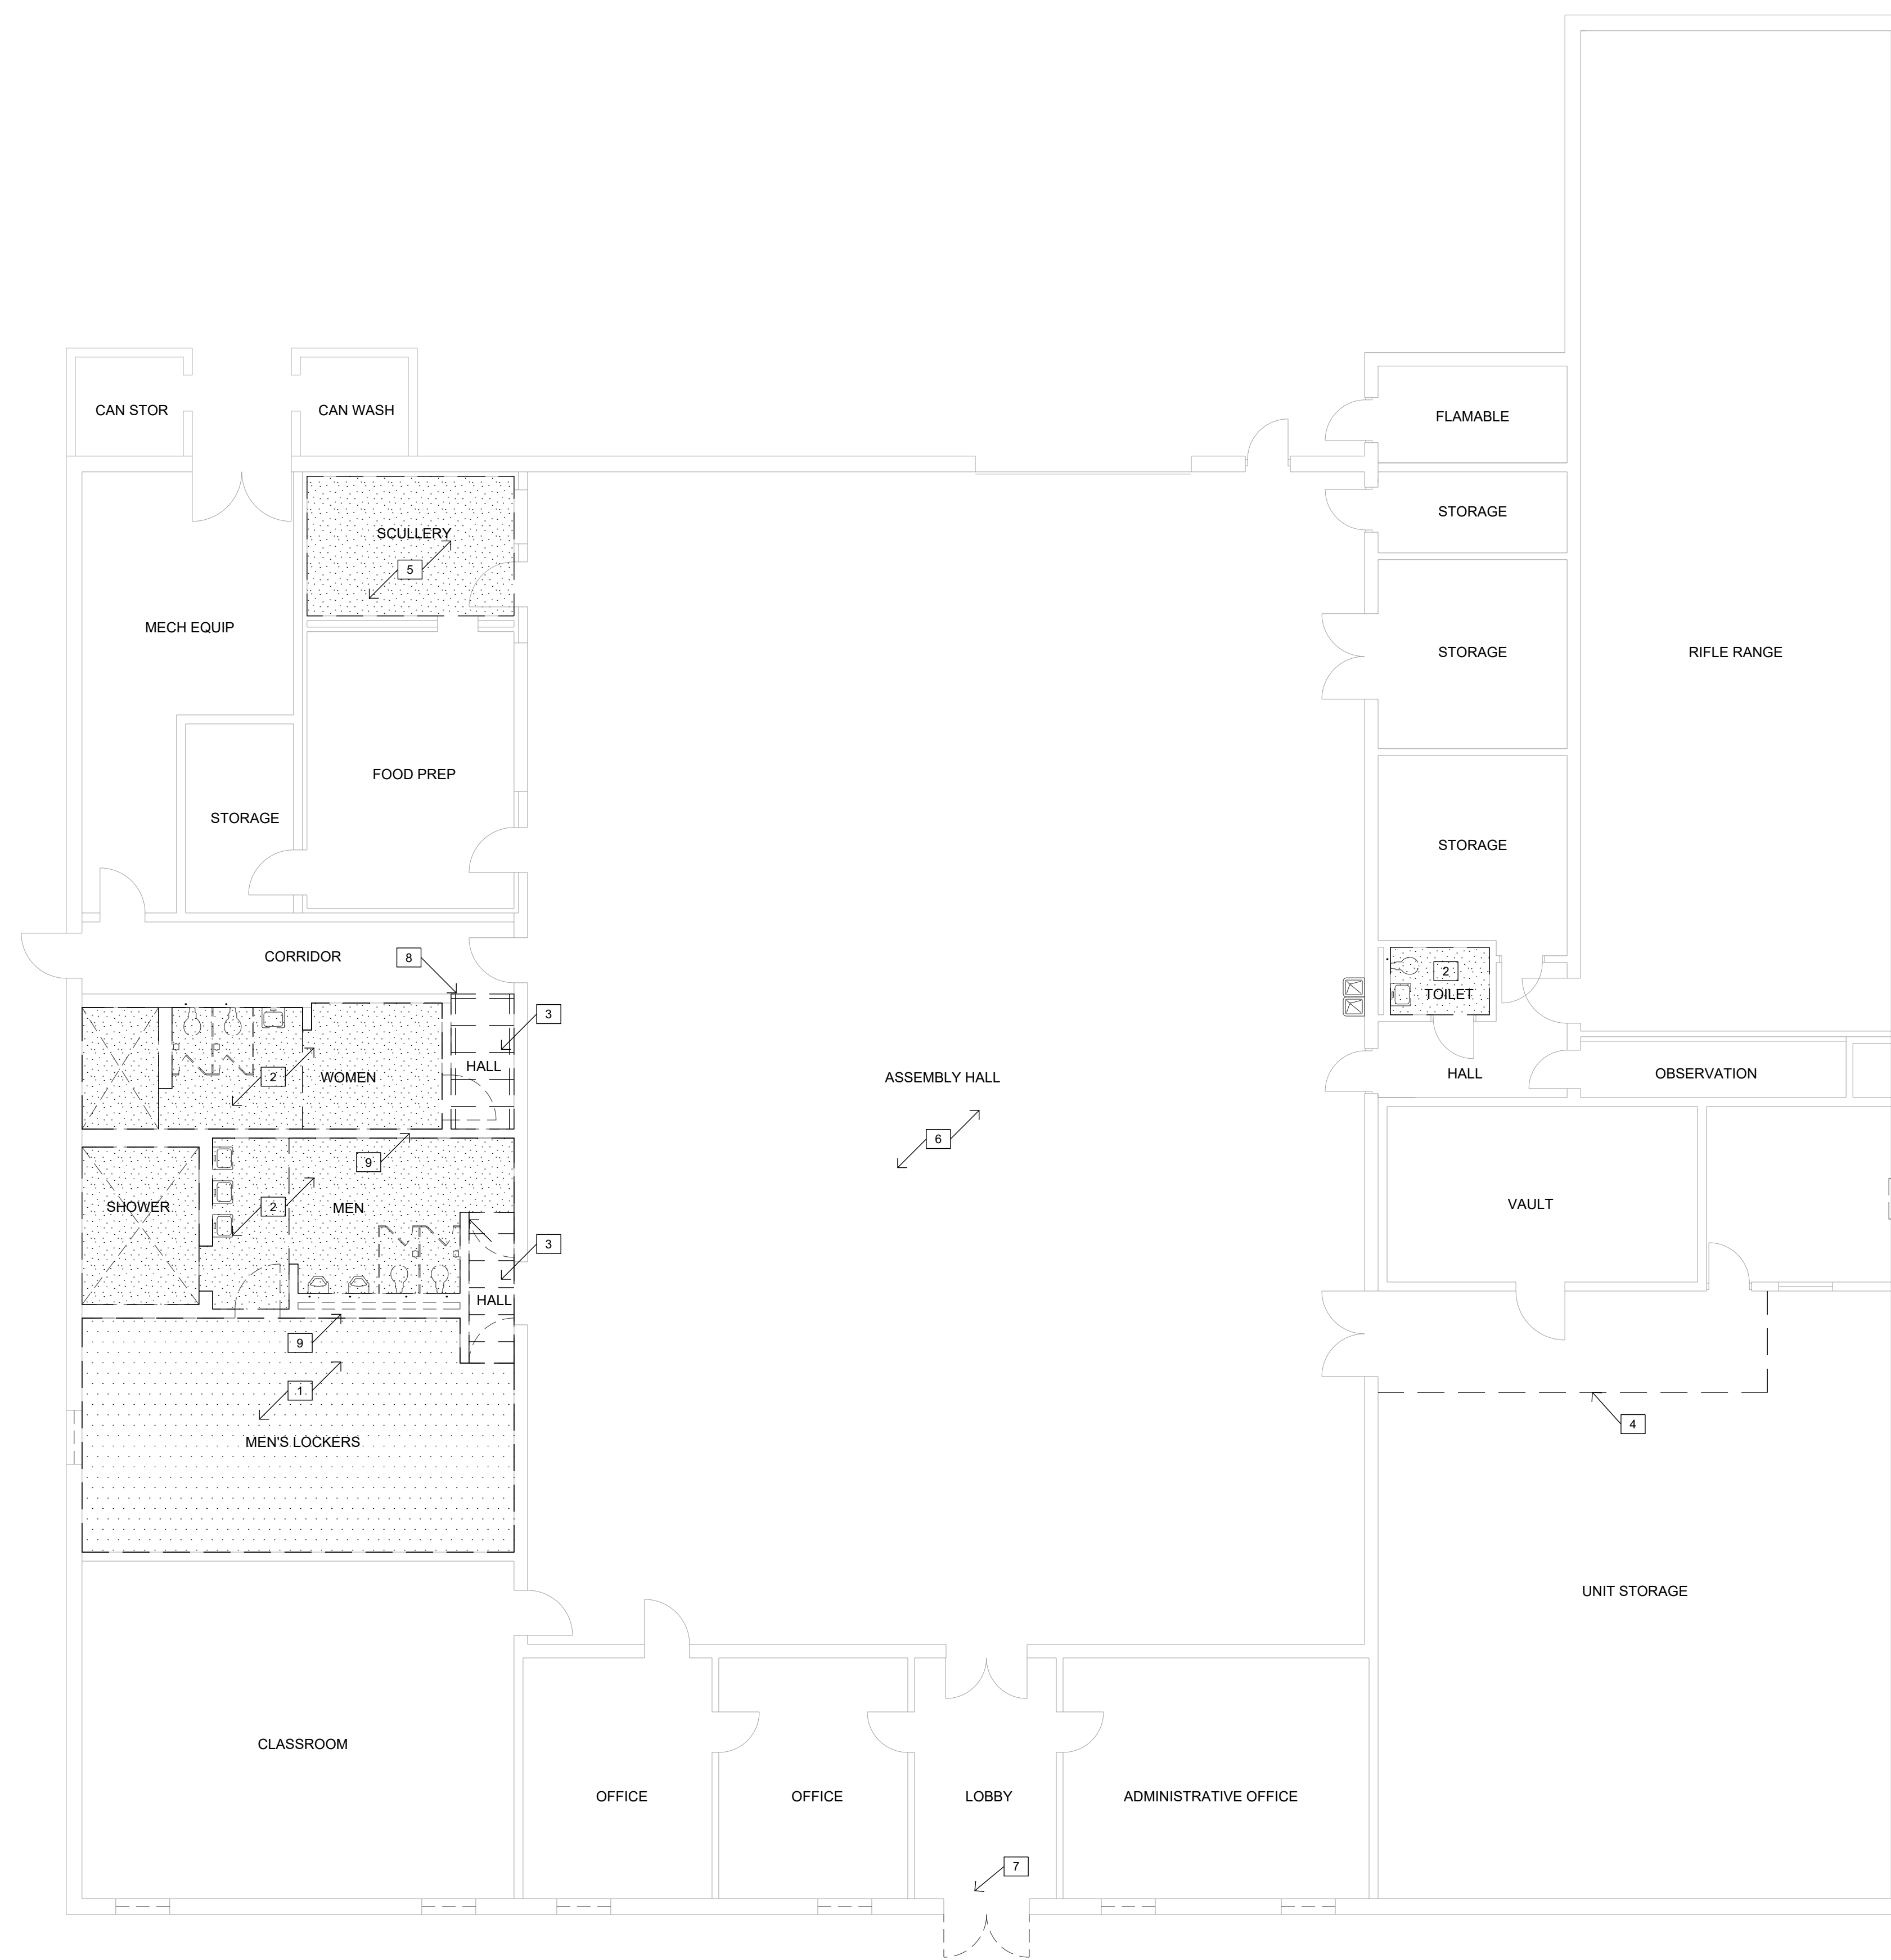 CAN STOR
CAN WASH
FLAMABLE
STORAGE
SCULLERY
5
MECH EQUIP
STORAGE
RIFLE RANGE
FOOD PREP
STORAGE
STORAGE
CORRIDOR
8
2
TOILET
3
HALL
2
WOMEN
ASSEMBLY HALL
HALL
OBSERVATION
6
9
SHOWER
2
MEN
VAULT
3
HALL
9
1
4
MEN'S LOCKERS
UNIT STORAGE
CLASSROOM
OFFICE
OFFICE
LOBBY
ADMINISTRATIVE OFFICE
7